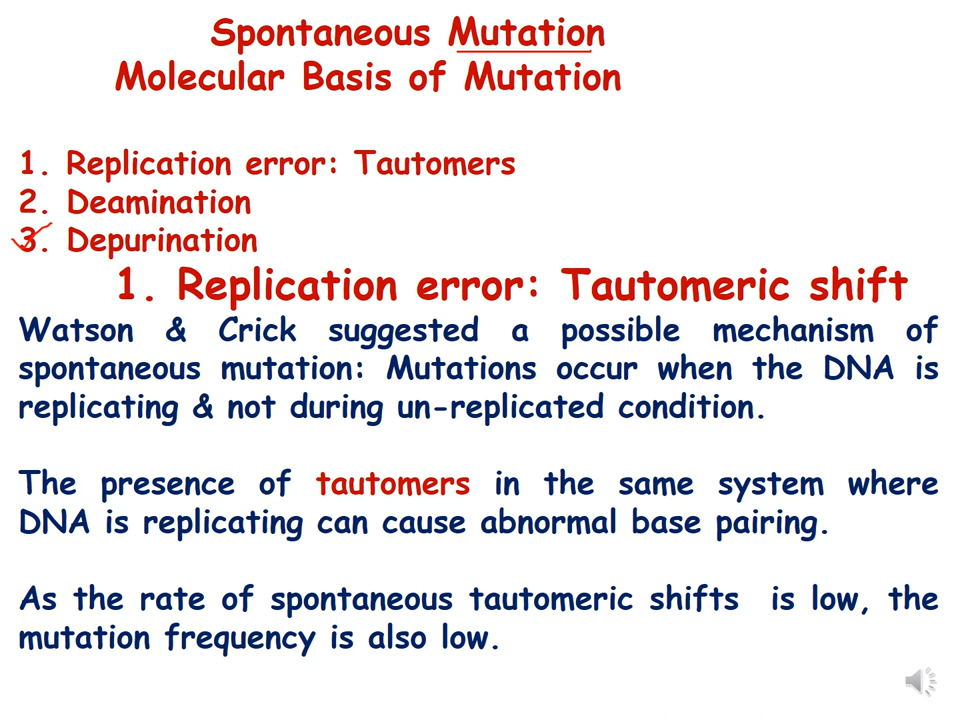 Spontaneous Mutation
Molecular Basis of Mutation
1. Replication error: Tautomers
2. Deamination
3. Depurination
1. Replication error: Tautomeric shift
Watson & Crick suggested a possible mechanism of
spontaneous mutation: Mutations occur when the DNA is
replicating & not during un-replicated condition.
The presence of tautomers in the same system where
DNA is replicating can cause abnormal base pairing.
As the rate of spontaneous tautomeric shifts is low, the
mutation frequency is also low.